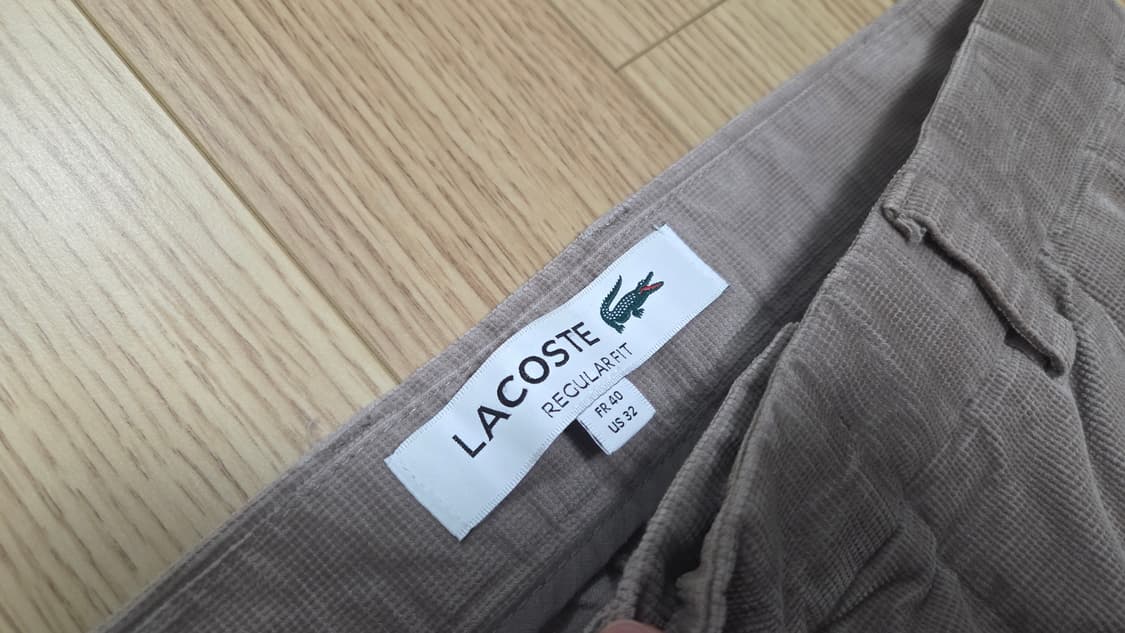 LACOSTE
REGULAR FIT
FR 40
US 32